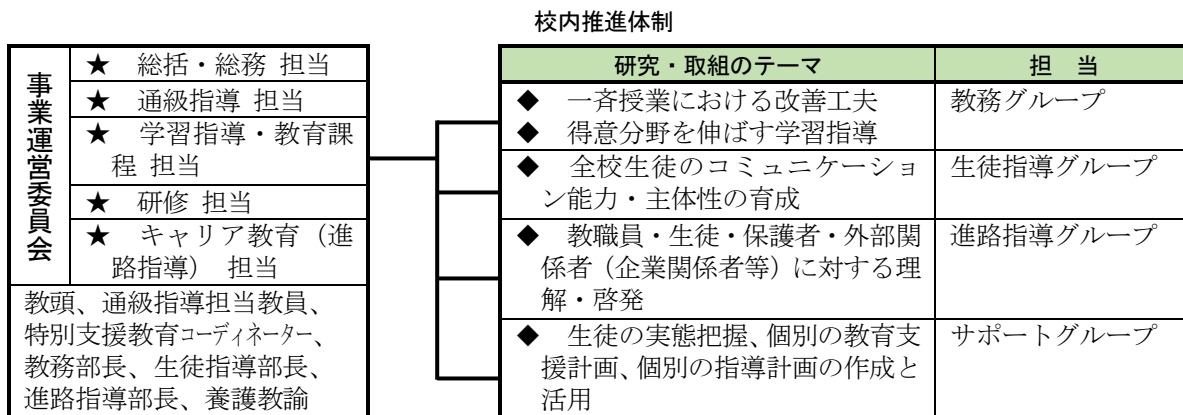 校内推進体制
事業運営委員会
★　総括・総務 担当
★　通級指導 担当
★　学習指導・教育課
程 担当
★　研修 担当
★　キャリア教育（進
路指導） 担当
教頭、通級指導担当教員、
特別支援教育コーディネーター、
教務部長、生徒指導部長、
進路指導部長、養護教諭
研究・取組のテーマ
担　当
◆　一斉授業における改善工夫
◆　得意分野を伸ばす学習指導
教務グループ
◆　全校生徒のコミュニケーショ
ン能力・主体性の育成
生徒指導グループ
◆　教職員・生徒・保護者・外部関
係者（企業関係者等）に対する理
解・啓発
進路指導グループ
◆　生徒の実態把握、個別の教育支
援計画、個別の指導計画の作成と
活用
サポートグループ